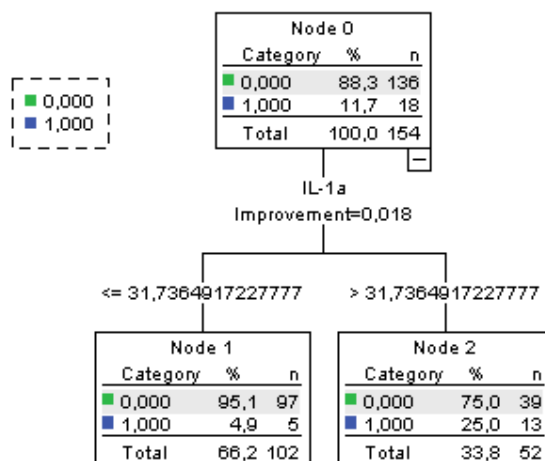 Node 0
Category % n
0,000 88,3 136
1,000 11,7 18
Total 100,0 154
0,000
1,000
IL-1a
Improvement=0,018
<= 31,7364917227777
> 31,7364917227777
Node 1
Category % n
0,000 95,1 97
1,000 4,9 5
Total 66,2 102
Node 2
Category % n
0,000 75,0 39
1,000 25,0 13
Total 33,8 52